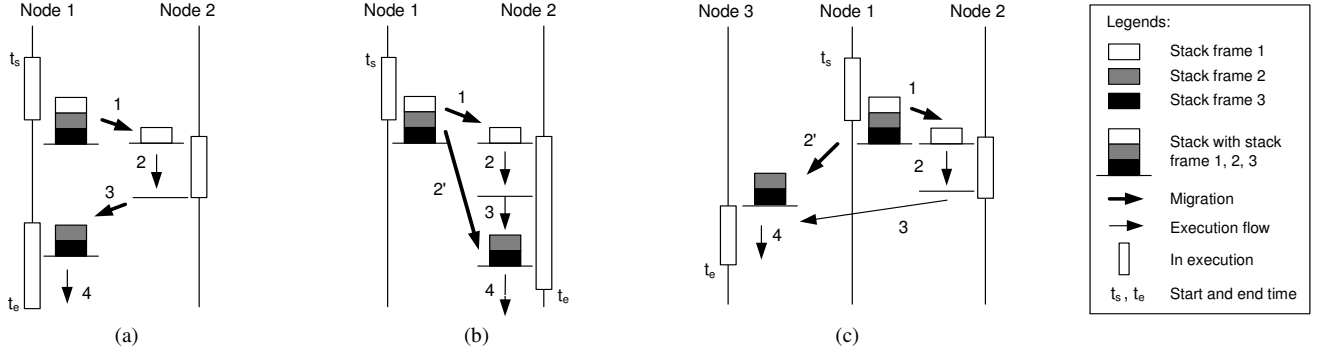 Node 1
Node 2
t_s
1
2
3
4
t_e
(a)
Node 1
Node 2
t_s
1
2
2'
3
4
t_e
(b)
Node 3
Node 1
Node 2
t_s
1
2'
2
3
4
t_e
(c)
Legends:
Stack frame 1
Stack frame 2
Stack frame 3
Stack with stack
frame 1, 2, 3
Migration
Execution flow
In execution
t_s , t_e Start and end time